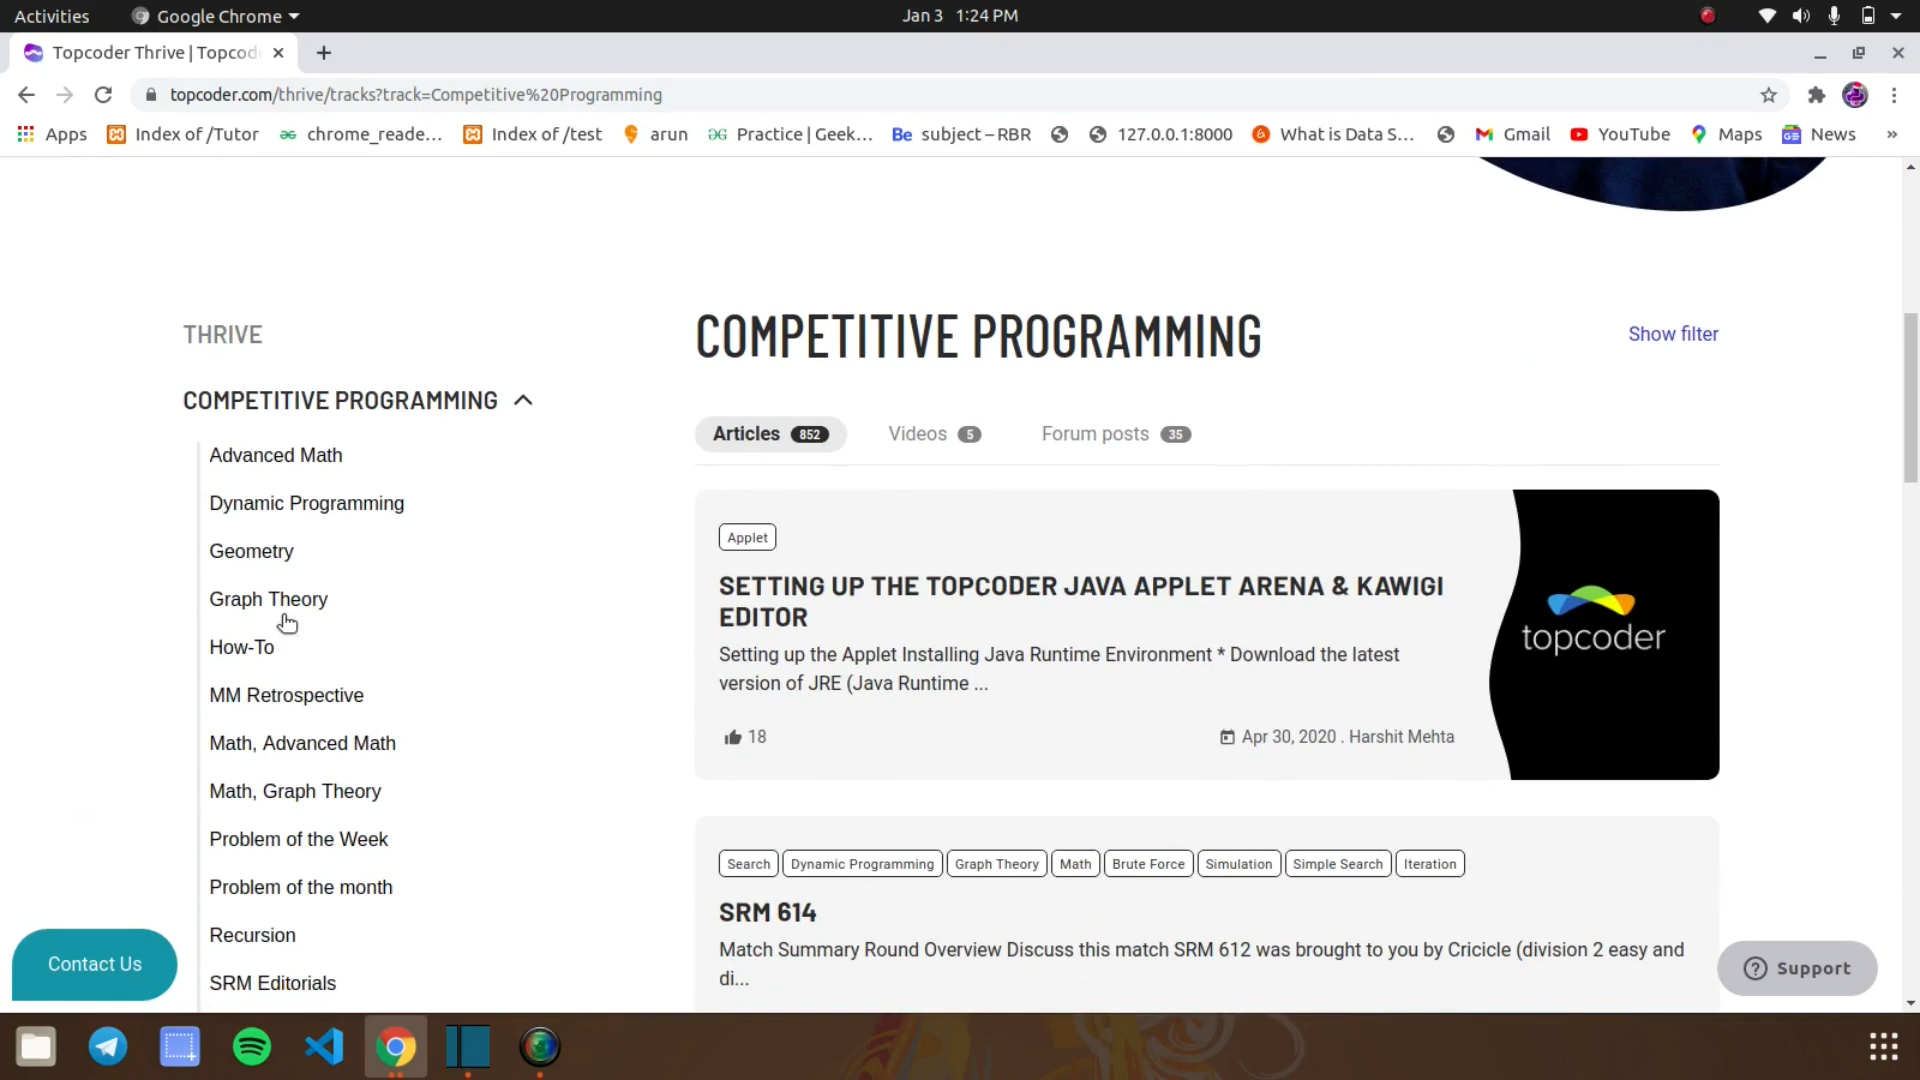 Activities
Google Chrome
Jan 3 1:24 PM
Topcoder Thrive | Topcod
topcoder.com/thrive/tracks?track=Competitive%20Programming
Apps
Index of /Tutor
chrome_reade...
Index of /test
arun
Practice | Geek...
subject – RBR
127.0.0.1:8000
What is Data S...
Gmail
YouTube
Maps
News
»
THRIVE
COMPETITIVE PROGRAMMING
Advanced Math
Dynamic Programming
Geometry
Graph Theory
How-To
MM Retrospective
Math, Advanced Math
Math, Graph Theory
Problem of the Week
Problem of the month
Recursion
SRM Editorials
Contact Us
COMPETITIVE PROGRAMMING
Show filter
Articles 852
Videos 5
Forum posts 35
Applet
SETTING UP THE TOPCODER JAVA APPLET ARENA & KAWIGI
EDITOR
Setting up the Applet Installing Java Runtime Environment * Download the latest
version of JRE (Java Runtime ...
18
Apr 30, 2020 . Harshit Mehta
topcoder
Search Dynamic Programming Graph Theory Math Brute Force Simulation Simple Search Iteration
SRM 614
Match Summary Round Overview Discuss this match SRM 612 was brought to you by Cricicle (division 2 easy and
di...
Support